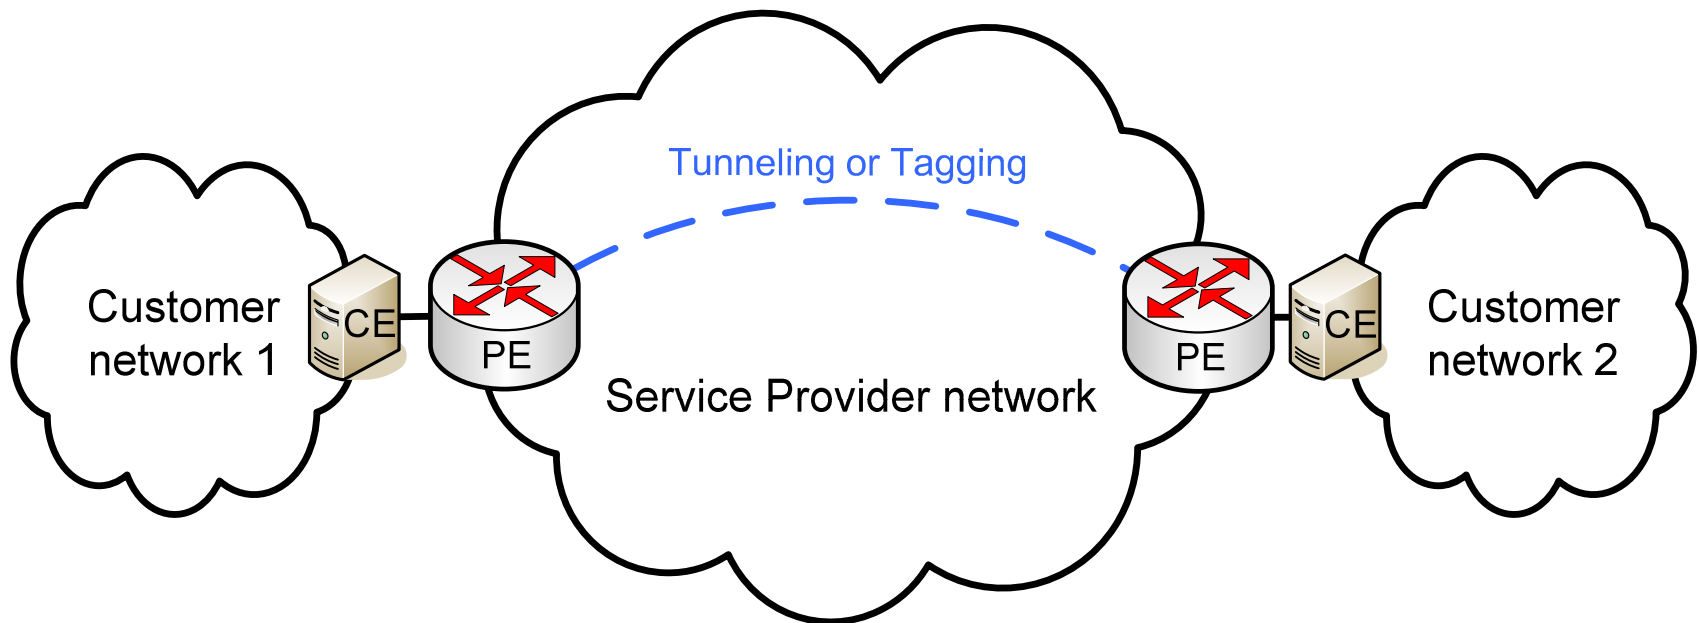 Tunneling or Tagging
Customer
network 1
CE
PE
Service Provider network
PE
CE
Customer
network 2